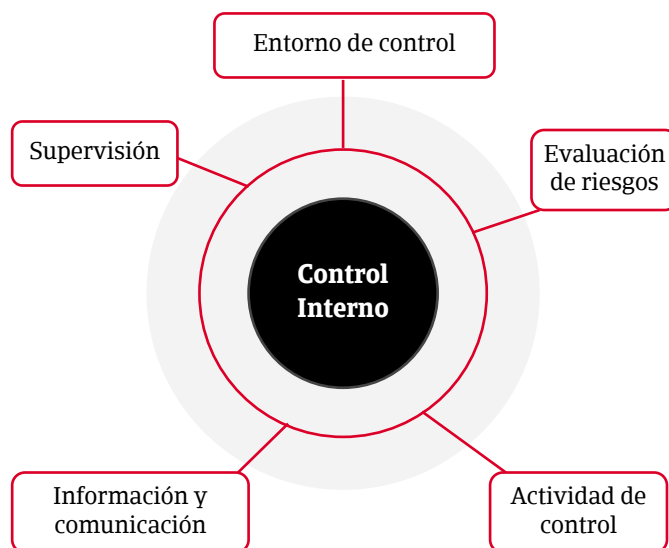 Entorno de control
Supervisión
Evaluación
de riesgos
Control
Interno
Información y
comunicación
Actividad de
control